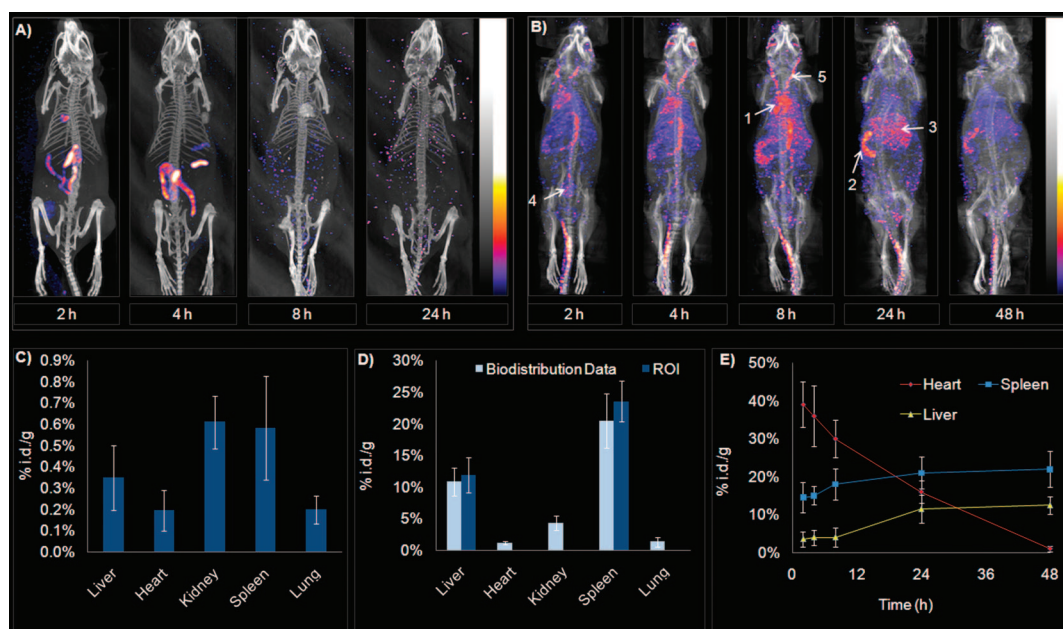 A)
2 h
4 h
8 h
24 h
B)
1
2
3
4
5
2 h
4 h
8 h
24 h
48 h
C)
0.9%
0.8%
0.7%
0.6%
0.5%
0.4%
0.3%
0.2%
0.1%
0.0%
% i.d./g
Liver
Heart
Kidney
Spleen
Lung
D)
Biodistribution Data
ROI
30%
25%
20%
15%
10%
5%
0%
% i.d./g
Liver
Heart
Kidney
Spleen
Lung
E)
Heart
Spleen
Liver
50%
40%
30%
20%
10%
0%
% i.d./g
0
12
24
36
48
Time (h)